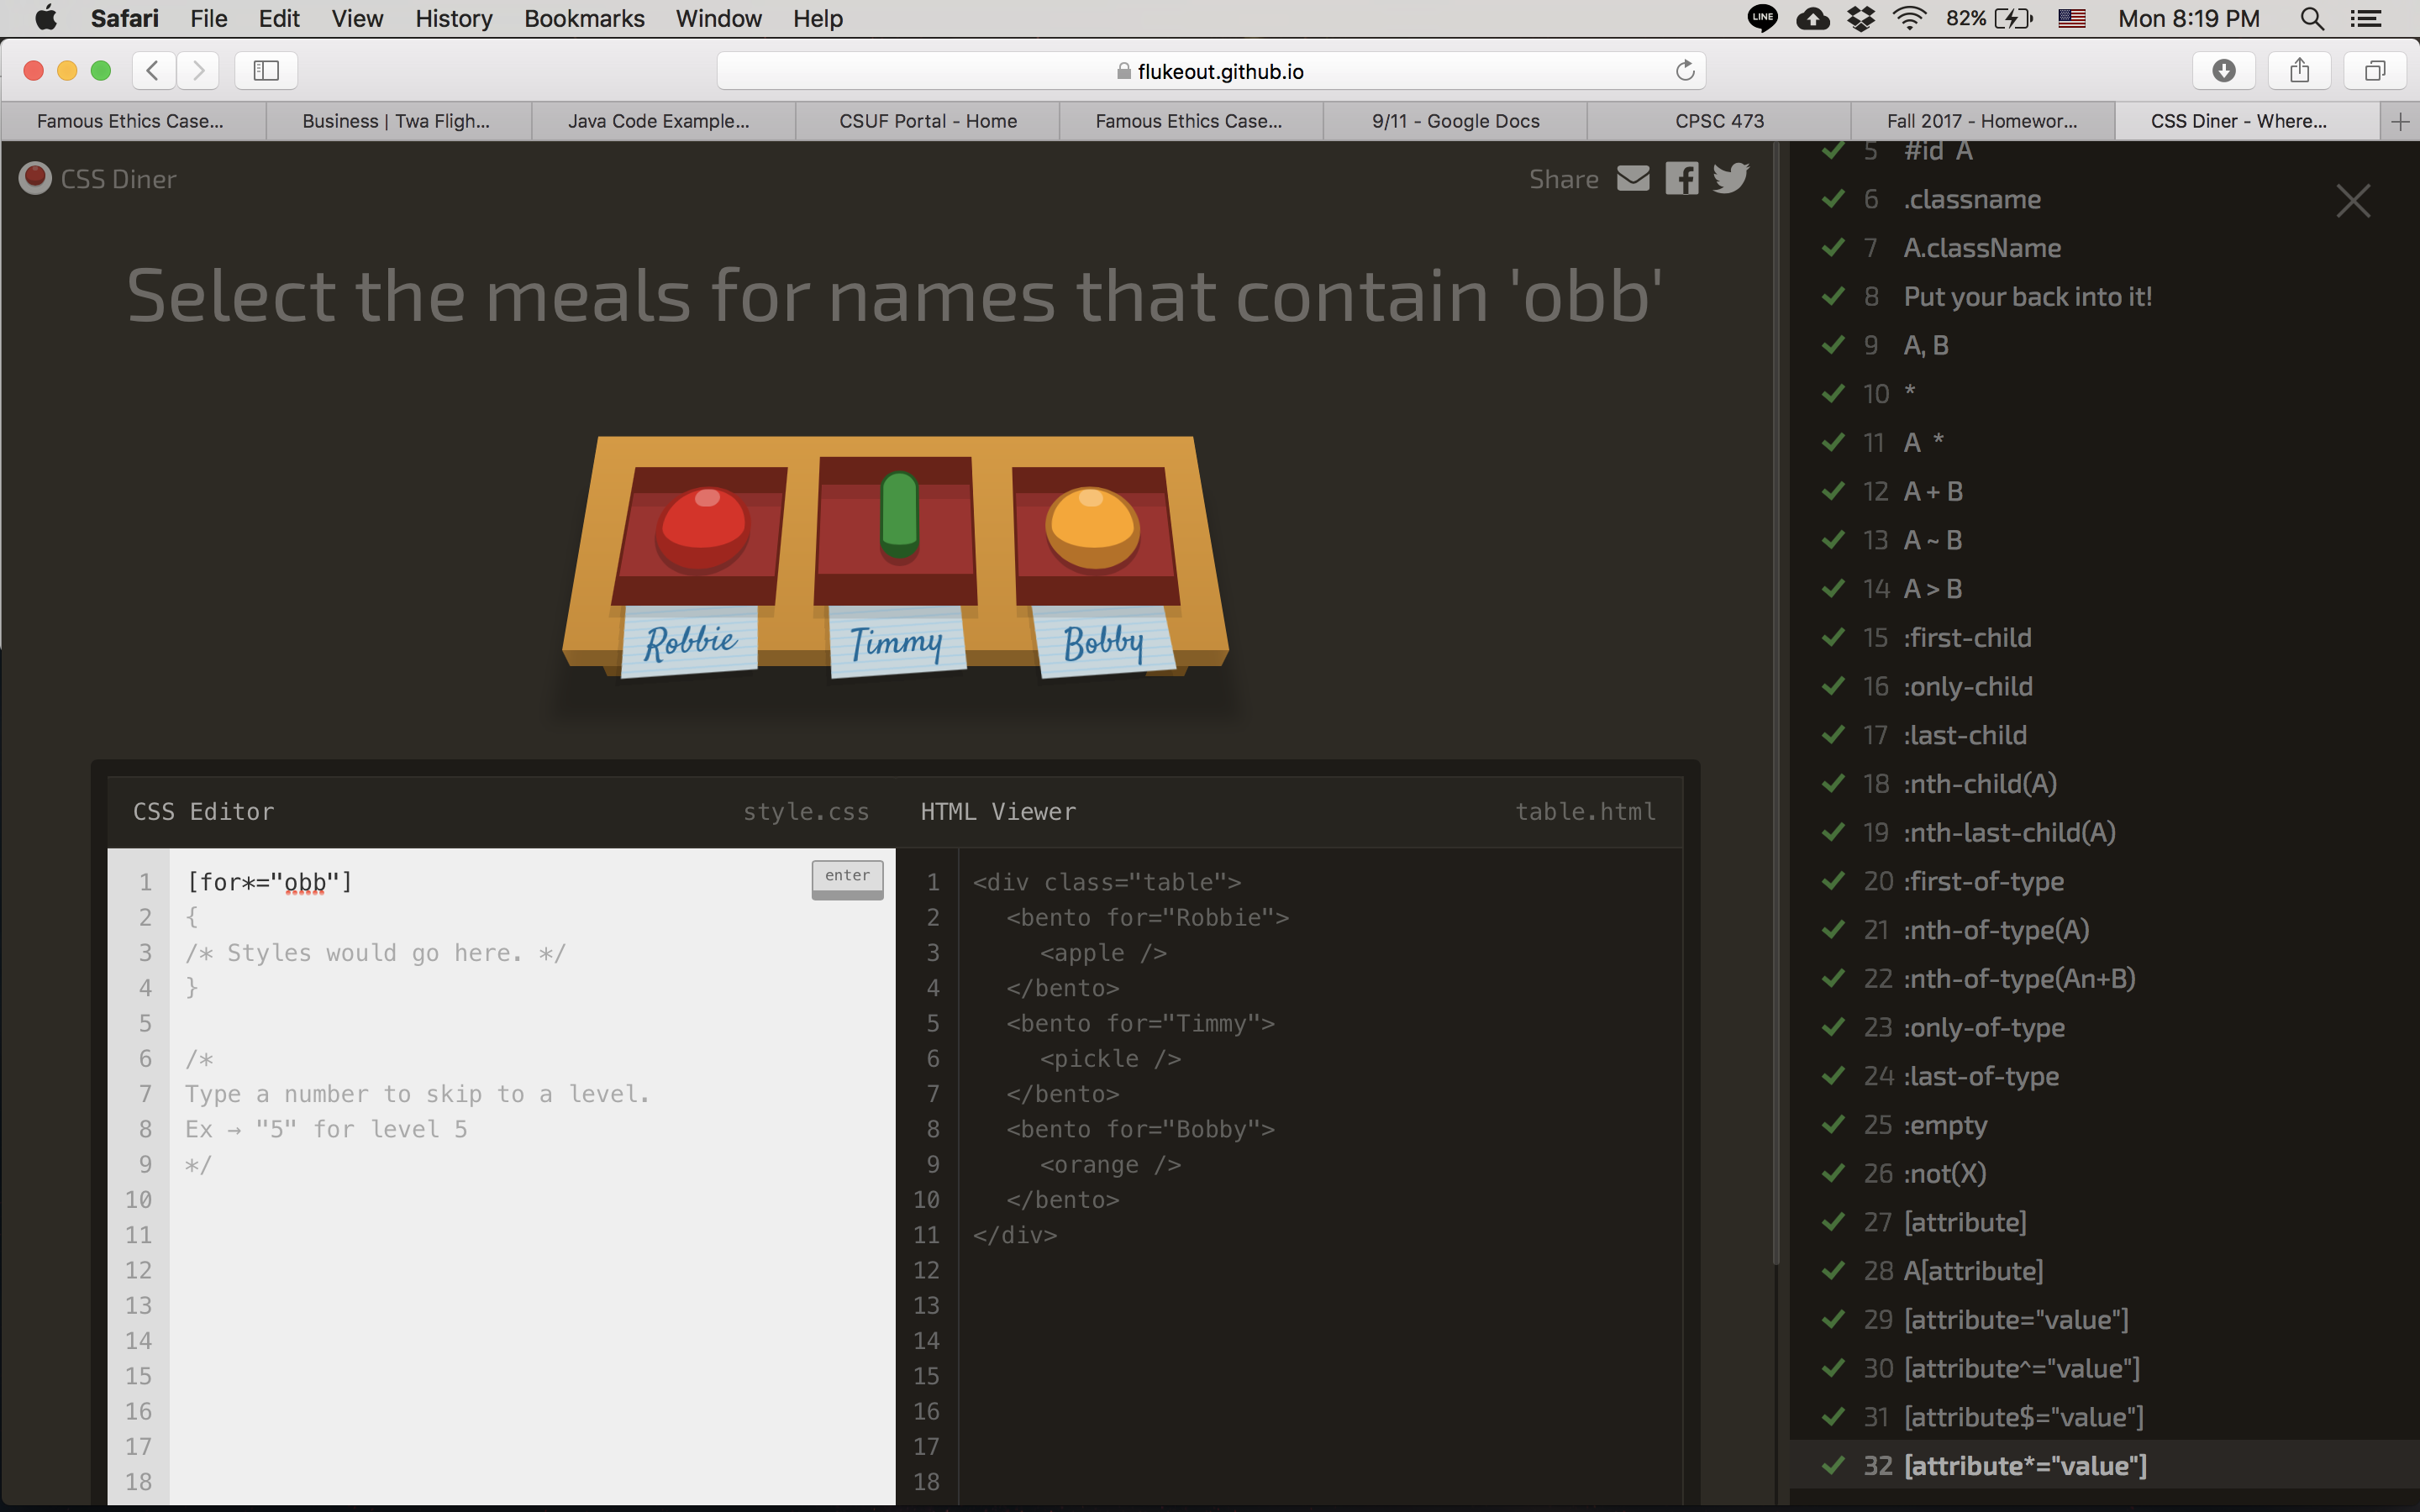 Safari File Edit View History Bookmarks Window Help LINE 82% Mon 8:19 PM
flukeout.github.io
Famous Ethics Case... Business | Twa Fligh... Java Code Example... CSUF Portal - Home Famous Ethics Case... 9/11 - Google Docs CPSC 473 Fall 2017 - Homewor... CSS Diner - Where...
CSS Diner
Share
Select the meals for names that contain 'obb'
Robbie
Timmy
Bobby
CSS Editor style.css
1 [for*="obb"]
enter
2 {
3 /* Styles would go here. */
4 }
5
6 /*
7 Type a number to skip to a level.
8 Ex → "5" for level 5
9 */
10
11
12
13
14
15
16
17
18
HTML Viewer table.html
1 <div class="table">
2 <bento for="Robbie">
3 <apple />
4 </bento>
5 <bento for="Timmy">
6 <pickle />
7 </bento>
8 <bento for="Bobby">
9 <orange />
10 </bento>
11 </div>
12
13
14
15
16
17
18
5 #id A
6 .classname
7 A.className
8 Put your back into it!
9 A, B
10 *
11 A *
12 A + B
13 A ~ B
14 A > B
15 :first-child
16 :only-child
17 :last-child
18 :nth-child(A)
19 :nth-last-child(A)
20 :first-of-type
21 :nth-of-type(A)
22 :nth-of-type(An+B)
23 :only-of-type
24 :last-of-type
25 :empty
26 :not(X)
27 [attribute]
28 A[attribute]
29 [attribute="value"]
30 [attribute^="value"]
31 [attribute$="value"]
32 [attribute*="value"]